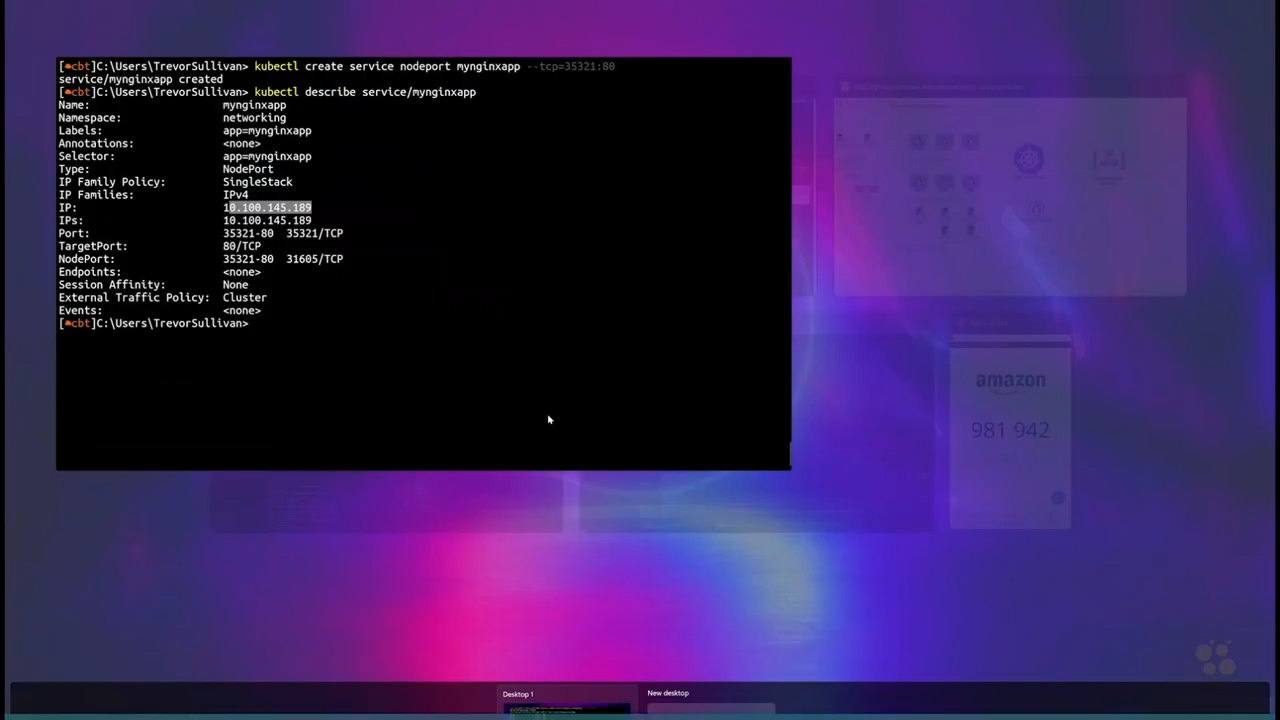 [☁cbt]C:\Users\TrevorSullivan> kubectl create service nodeport mynginxapp --tcp=35321:80
service/mynginxapp created
[☁cbt]C:\Users\TrevorSullivan> kubectl describe service/mynginxapp
Name: mynginxapp
Namespace: networking
Labels: app=mynginxapp
Annotations: <none>
Selector: app=mynginxapp
Type: NodePort
IP Family Policy: SingleStack
IP Families: IPv4
IP: 10.100.145.189
IPs: 10.100.145.189
Port: 35321-80 35321/TCP
TargetPort: 80/TCP
NodePort: 35321-80 31605/TCP
Endpoints: <none>
Session Affinity: None
External Traffic Policy: Cluster
Events: <none>
[☁cbt]C:\Users\TrevorSullivan>
amazon
981 942
Desktop 1
New desktop